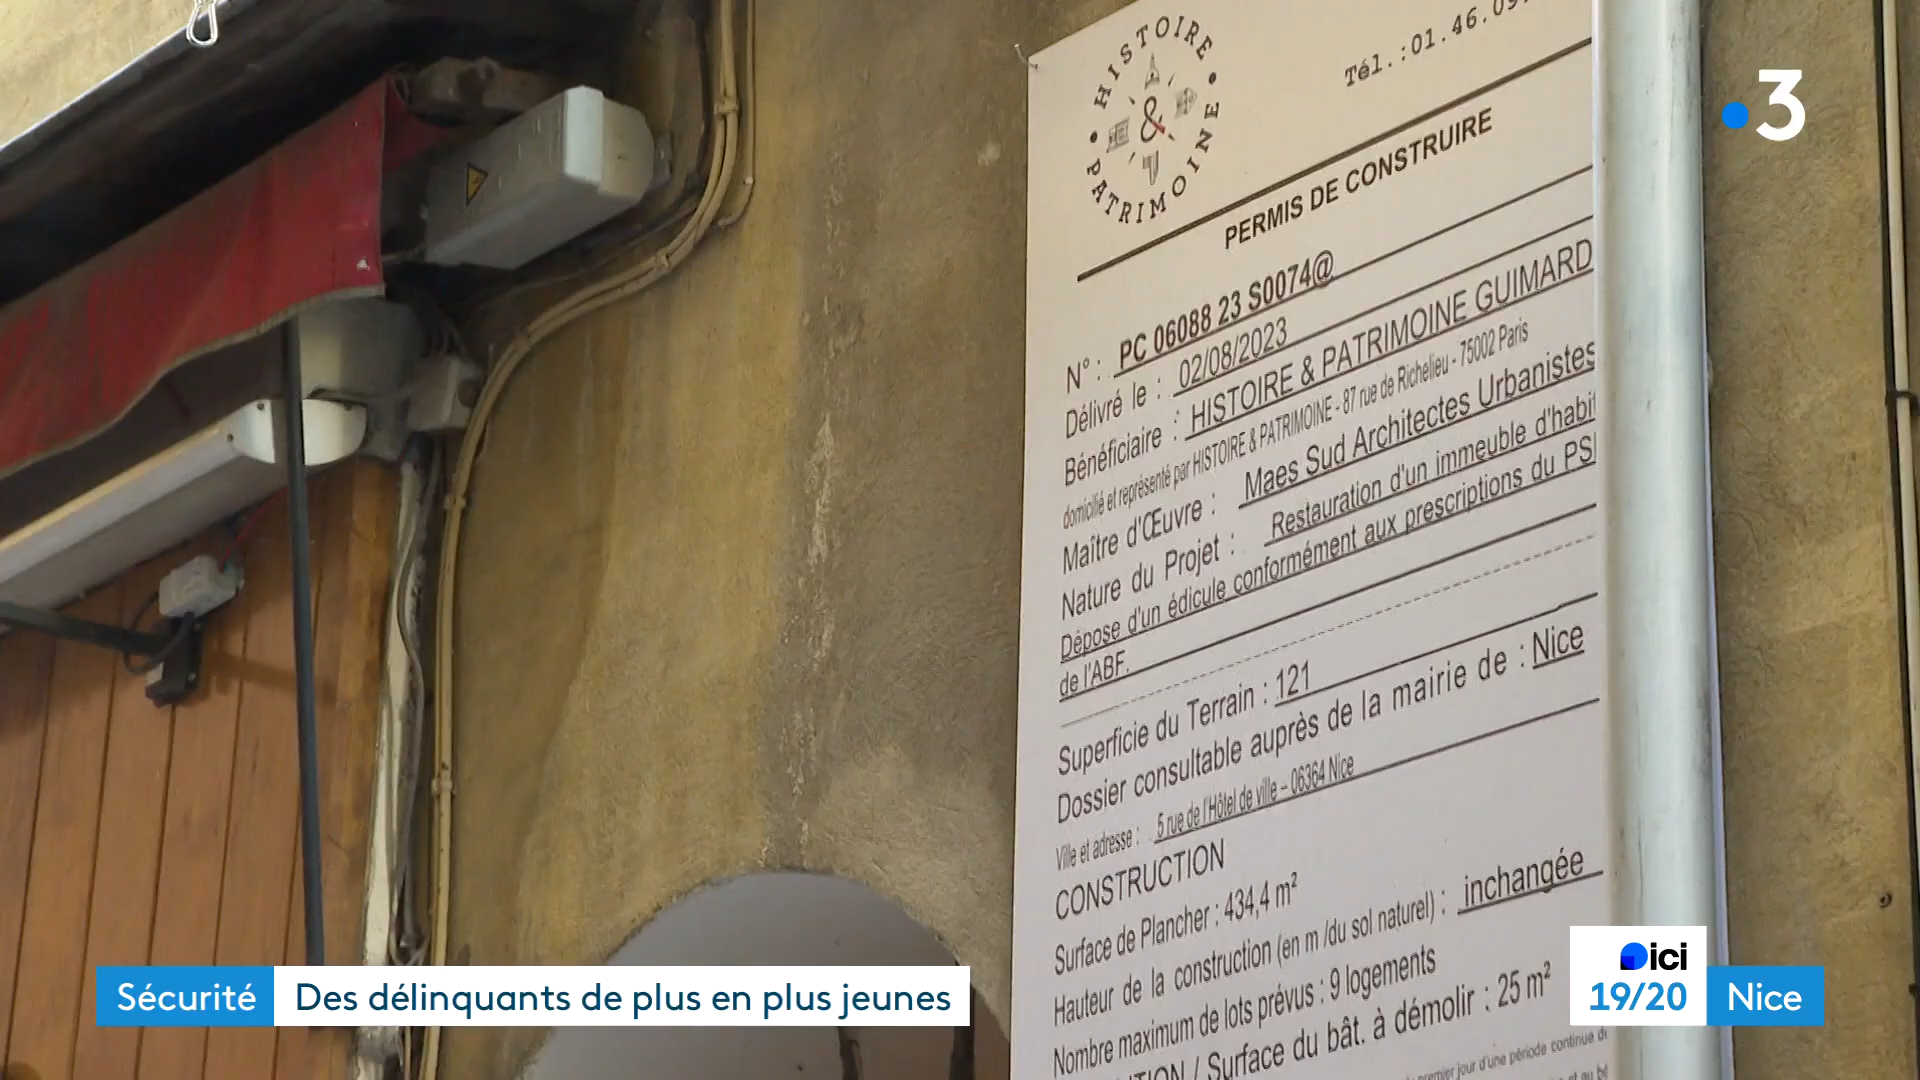 HISTOIRE & PATRIMOINE
Tél.:01.46.09.
3
PERMIS DE CONSTRUIRE
N° : PC 06088 23 S0074@
Délivré le : 02/08/2023
Bénéficiaire : HISTOIRE & PATRIMOINE GUIMARD
domicilié et représenté par HISTOIRE & PATRIMOINE - 87 rue de Richelieu - 75002 Paris
Maître d'Œuvre : Maes Sud Architectes Urbanistes
Nature du Projet : Restauration d'un immeuble d'habi
Dépose d'un édicule conformément aux prescriptions du PS
de l'ABF.
Superficie du Terrain : 121
Dossier consultable auprès de la mairie de : Nice
Ville et adresse : 5 rue de l'Hôtel de ville – 06364 Nice
CONSTRUCTION
Surface de Plancher : 434,4 m²
Hauteur de la construction (en m /du sol naturel) : inchangée
Nombre maximum de lots prévus : 9 logements
TION / Surface du bât. à démolir : 25 m²
premier jour d'une période continue
Sécurité
Des délinquants de plus en plus jeunes
ici
19/20
Nice